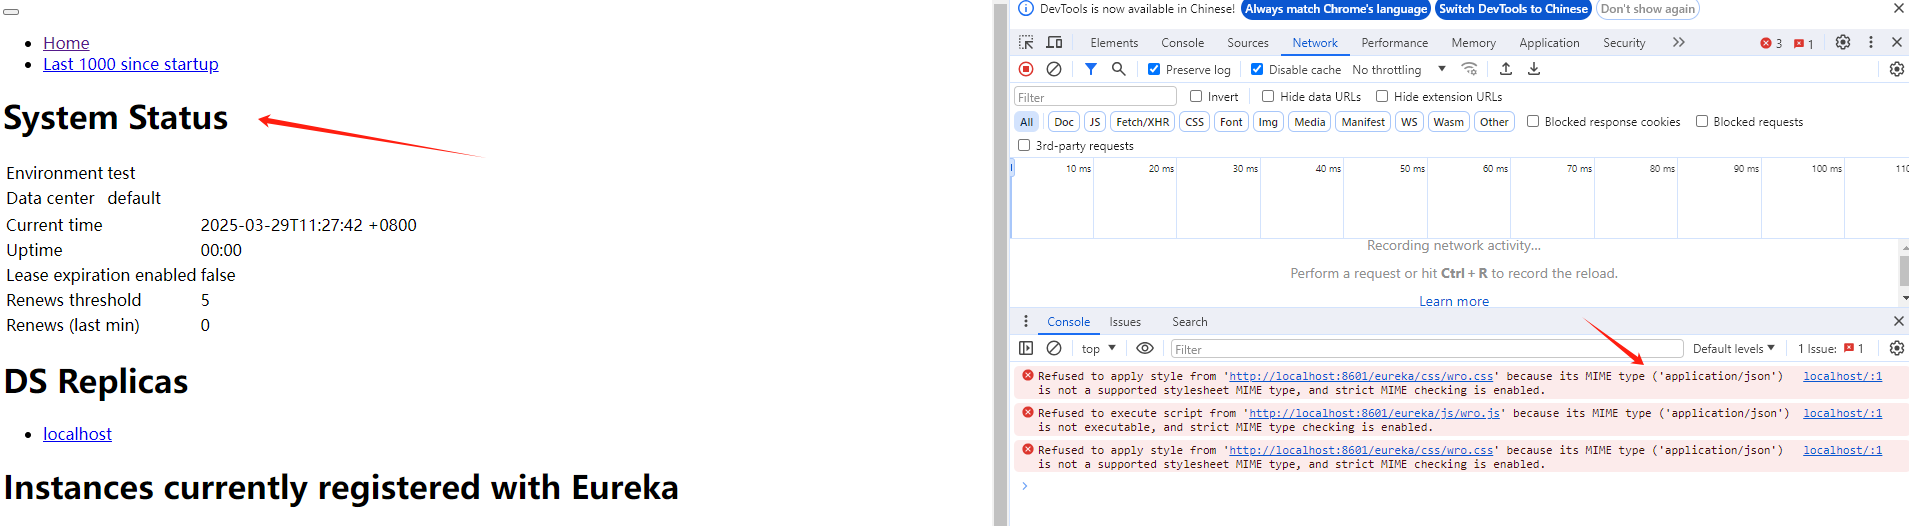 Home
Last 1000 since startup
System Status
Environment test
Data center default
Current time 2025-03-29T11:27:42 +0800
Uptime 00:00
Lease expiration enabled false
Renews threshold 5
Renews (last min) 0
DS Replicas
localhost
Instances currently registered with Eureka
DevTools is now available in Chinese! Always match Chrome's language Switch DevTools to Chinese Don't show again
Elements Console Sources Network Performance Memory Application Security 3 1
Preserve log Disable cache No throttling
Filter Invert Hide data URLs Hide extension URLs
All Doc JS Fetch/XHR CSS Font Img Media Manifest WS Wasm Other Blocked response cookies Blocked requests
3rd-party requests
10 ms 20 ms 30 ms 40 ms 50 ms 60 ms 70 ms 80 ms 90 ms 100 ms 110
Recording network activity…
Perform a request or hit Ctrl + R to record the reload.
Learn more
Console Issues Search
top Filter Default levels 1 Issue: 1
Refused to apply style from 'http://localhost:8601/eureka/css/wro.css' because its MIME type ('application/json') localhost/:1
is not a supported stylesheet MIME type, and strict MIME checking is enabled.
Refused to execute script from 'http://localhost:8601/eureka/js/wro.js' because its MIME type ('application/json') localhost/:1
is not executable, and strict MIME type checking is enabled.
Refused to apply style from 'http://localhost:8601/eureka/css/wro.css' because its MIME type ('application/json') localhost/:1
is not a supported stylesheet MIME type, and strict MIME checking is enabled.